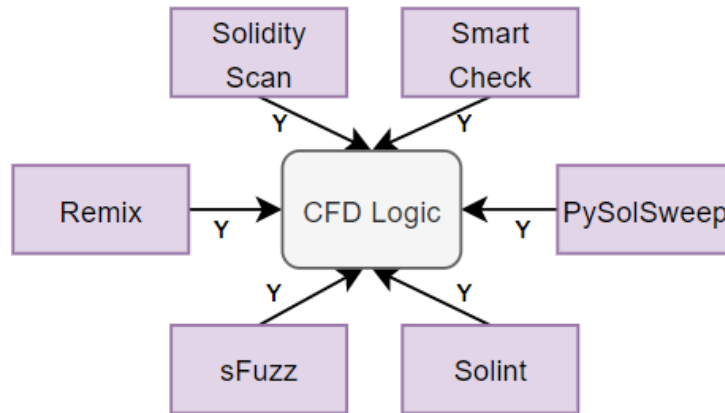 Solidity
Scan
Smart
Check
Y
Y
Remix
CFD Logic
PySolSweep
Y
Y
Y
Y
sFuzz
Solint